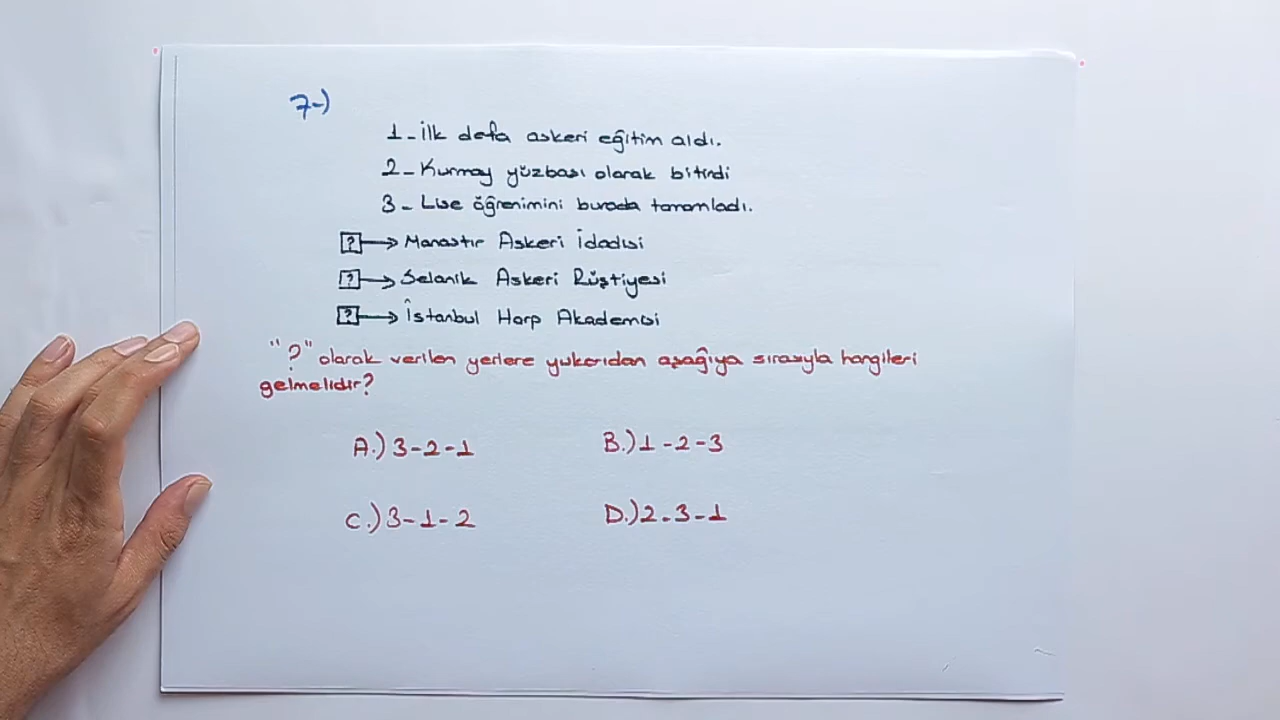 7-)
1- İlk defa askeri eğitim aldı.
2- Kurmay yüzbaşı olarak bitirdi
3- Lise öğrenimini burada tamamladı.
? → Manastır Askeri İdadisi
? → Selanik Askeri Rüştiyesi
? → İstanbul Harp Akademisi
"?" olarak verilen yerlere yukarıdan aşağıya sırasıyla hangileri
gelmelidir?
A.) 3-2-1 B.) 1-2-3
C.) 3-1-2 D.) 2-3-1